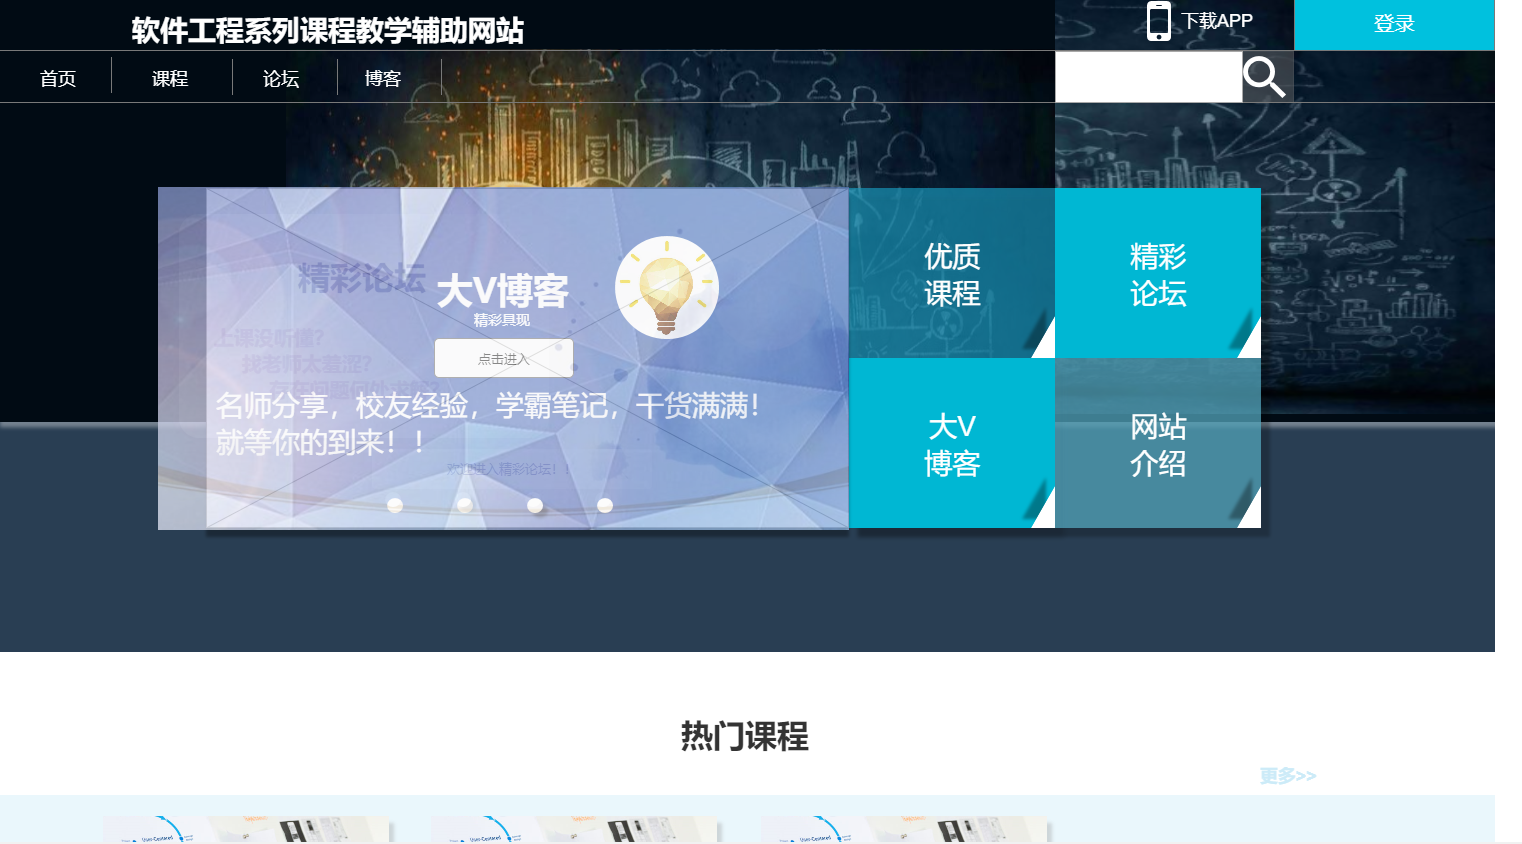 软件工程系列课程教学辅助网站
下载APP
登录
首页
课程
论坛
博客
精彩论坛
大V博客
精彩具现
上课没听懂？
找老师太羞涩？
点击进入
名师分享，校友经验，学霸笔记，干货满满！
就等你的到来！！
欢迎进入精彩论坛！！
优质
课程
精彩
论坛
大V
博客
网站
介绍
热门课程
更多>>